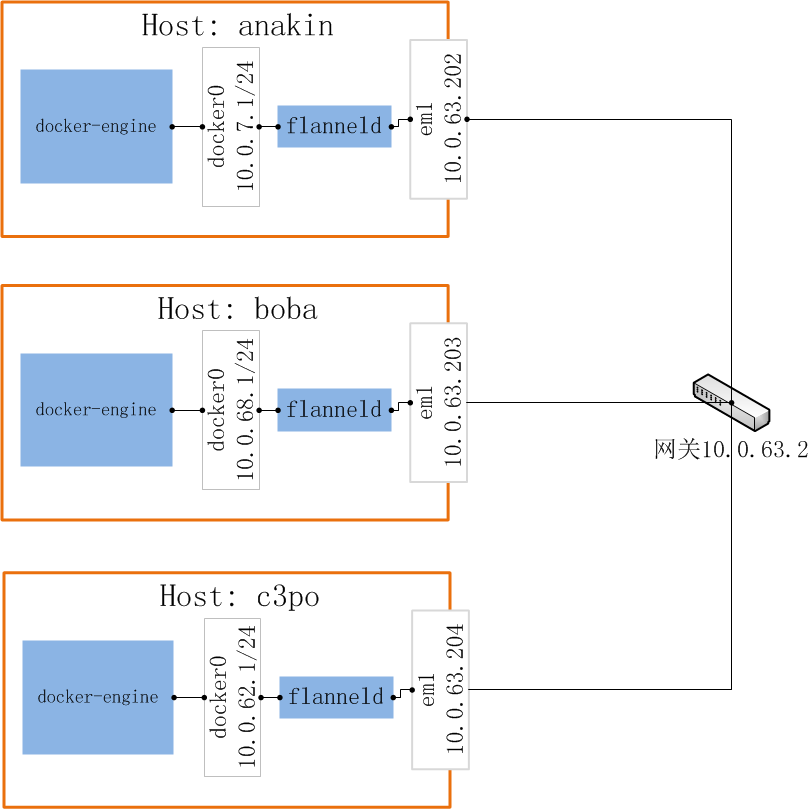 Host: anakin
docker-engine
docker0
10.0.7.1/24
flanneld
em1
10.0.63.202
Host: boba
docker-engine
docker0
10.0.68.1/24
flanneld
em1
10.0.63.203
网关10.0.63.2
Host: c3po
docker-engine
docker0
10.0.62.1/24
flanneld
em1
10.0.63.204